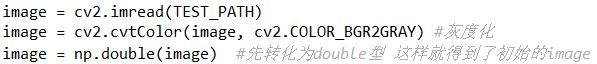 image = cv2.imread(TEST_PATH)
image = cv2.cvtColor(image, cv2.COLOR_BGR2GRAY) #灰度化
image = np.double(image)  #先转化为double型 这样就得到了初始的image